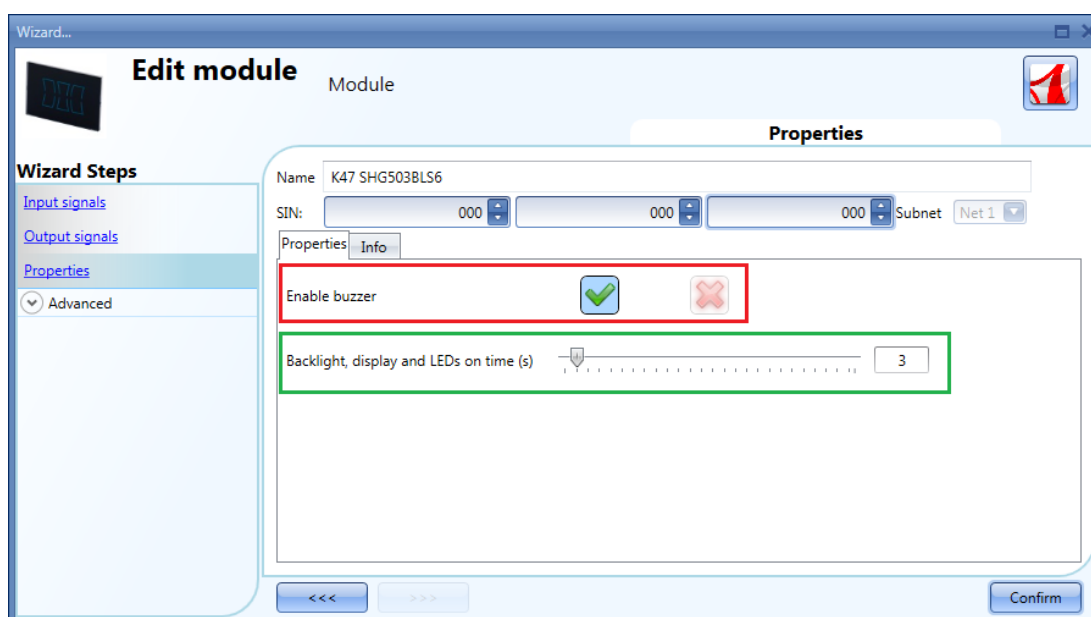 Wizard...
Edit module
Module
Properties
Wizard Steps
Input signals
Output signals
Properties
Advanced
Name K47 SHG503BLS6
SIN: 000 000 000 Subnet Net 1
Properties Info
Enable buzzer
Backlight, display and LEDs on time (s) 3
<<< >>> Confirm